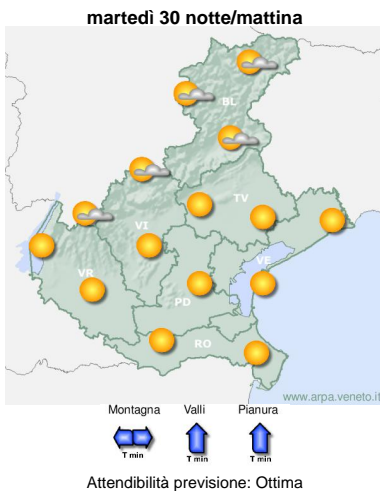 martedì 30 notte/mattina
BL
TV
VI
VE
VR
PD
RO
www.arpa.veneto.it
Montagna Valli Pianura
T min T min T min
Attendibilità previsione: Ottima